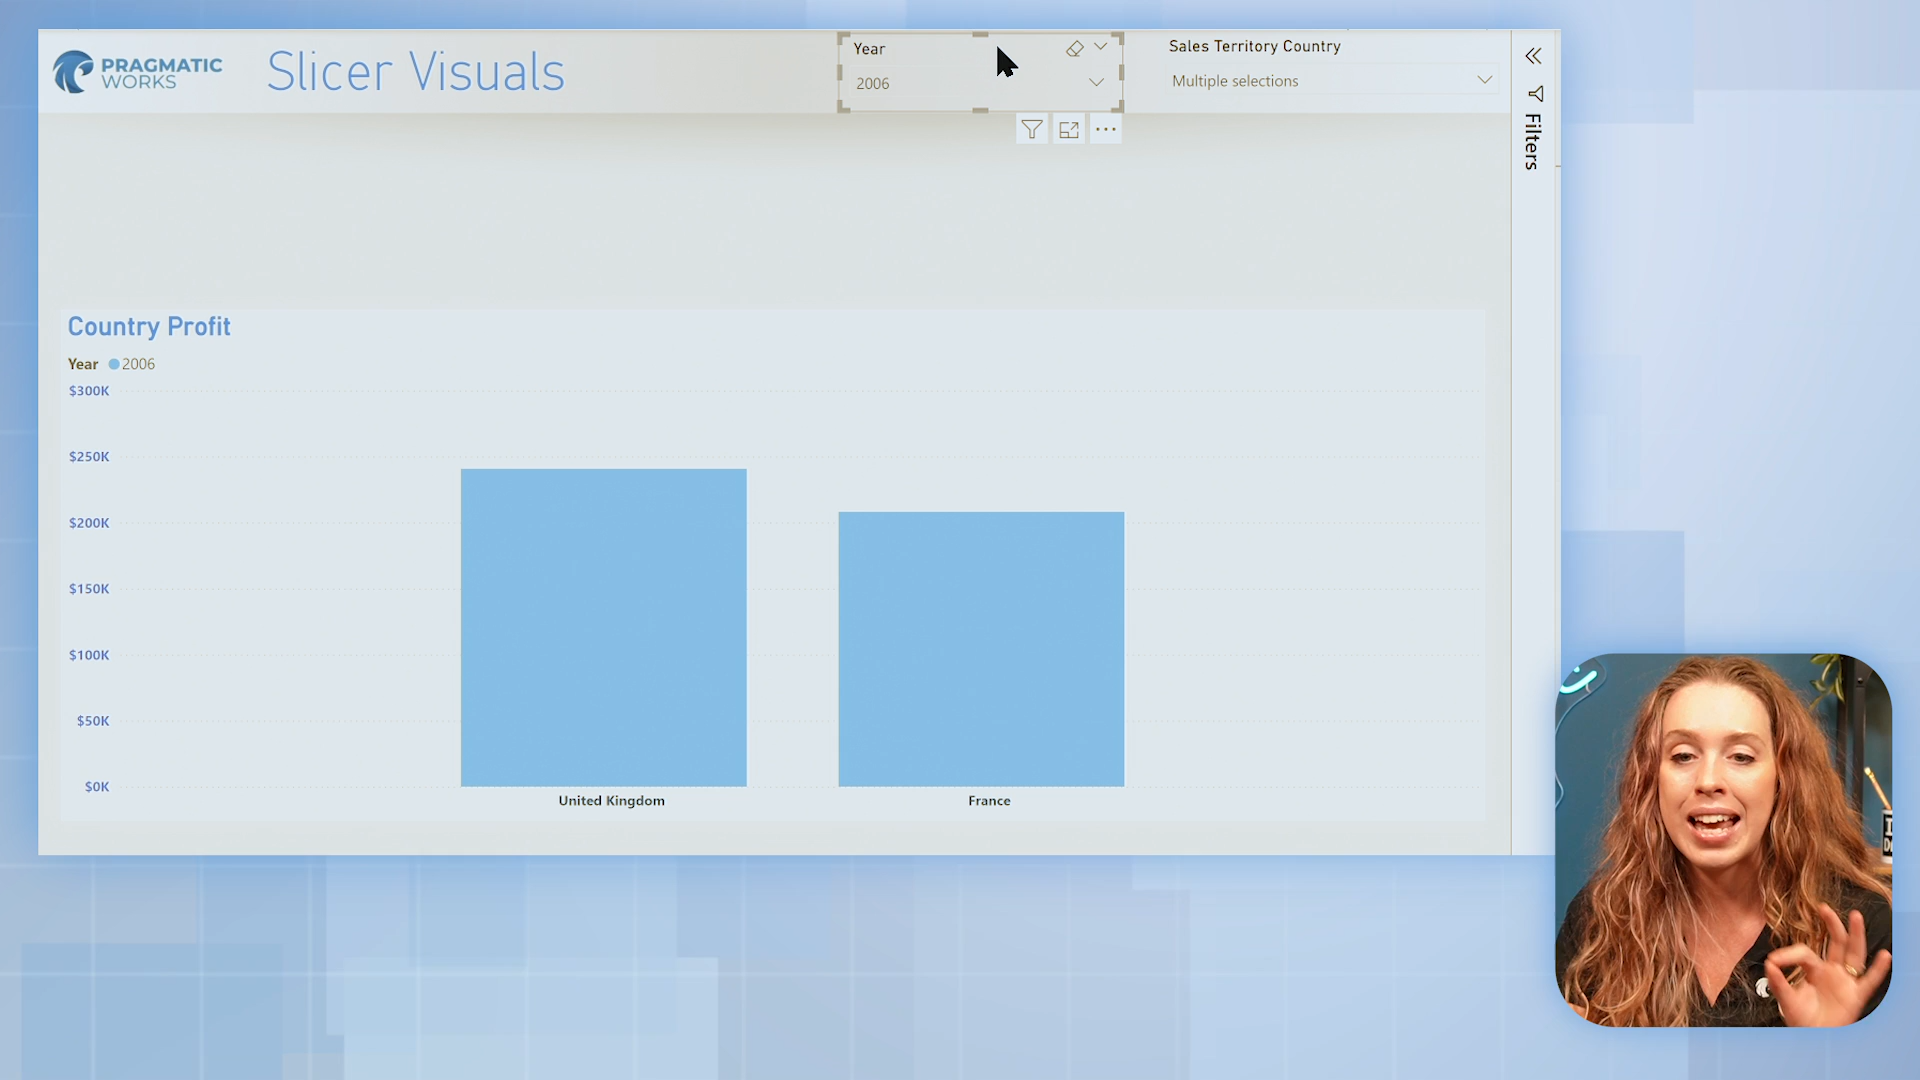 PRAGMATIC
WORKS
Slicer Visuals
Year
2006
Sales Territory Country
Multiple selections
Filters
Country Profit
Year 2006
$300K
$250K
$200K
$150K
$100K
$50K
$0K
United Kingdom
France